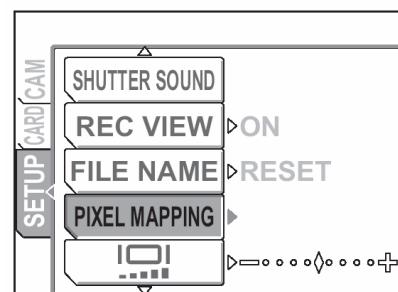 CAM
CARD
SETUP
SHUTTER SOUND
REC VIEW ON
FILE NAME RESET
PIXEL MAPPING